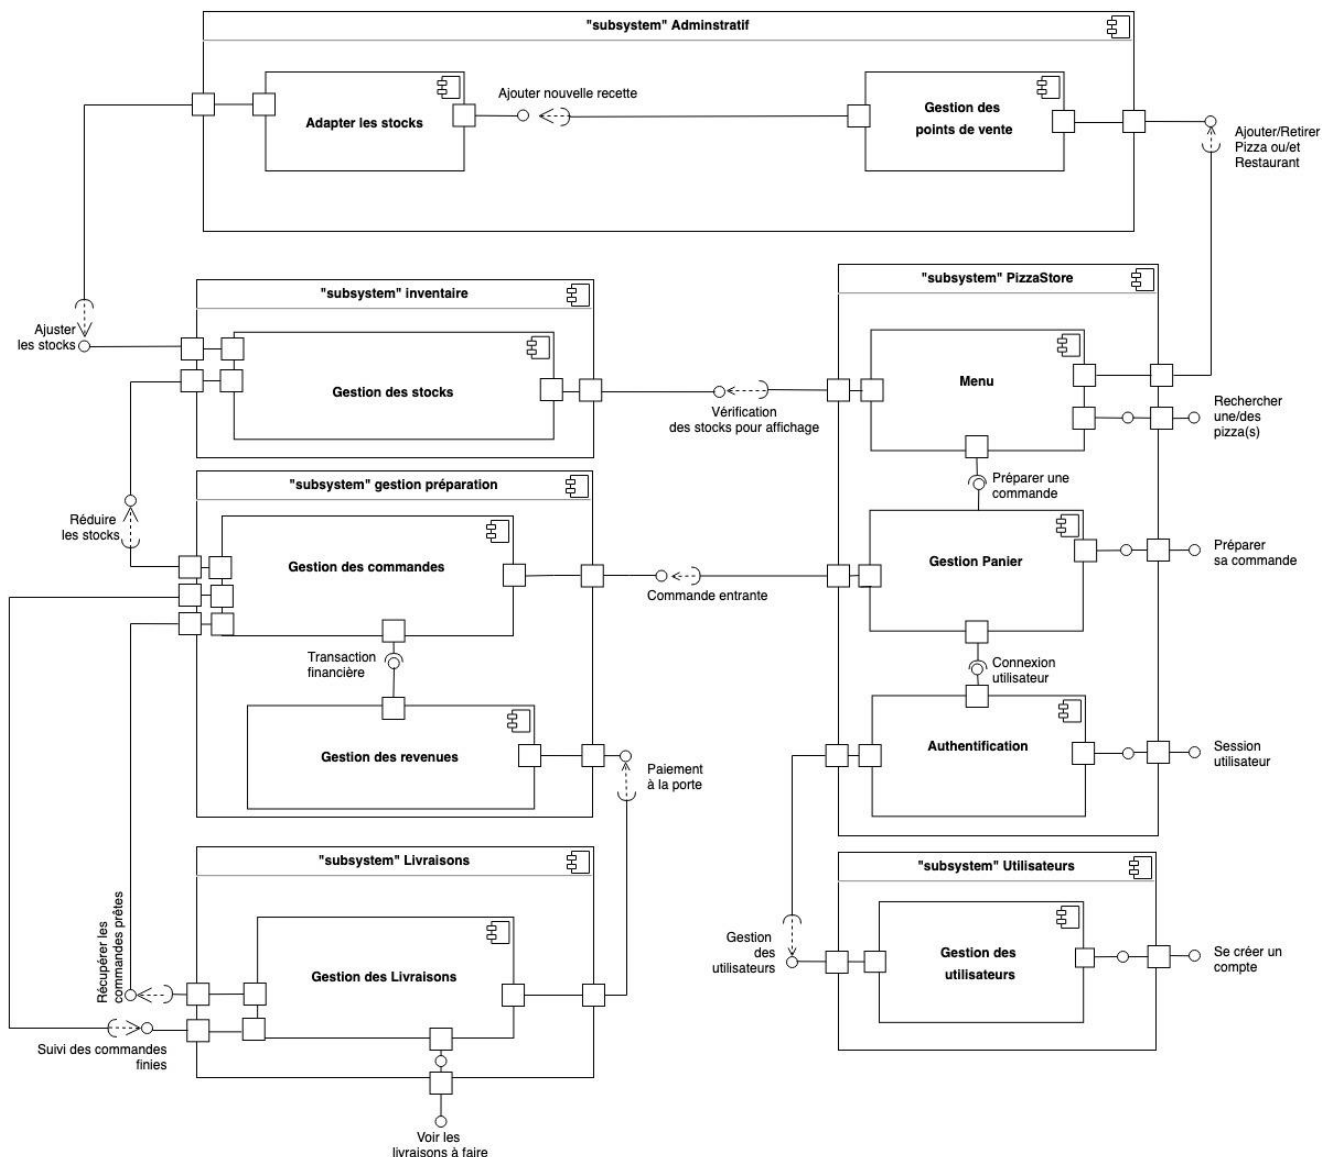 "subsystem" Adminstratif
Adapter les stocks
Ajouter nouvelle recette
Gestion des
points de vente
Ajouter/Retirer
Pizza ou/et
Restaurant
"subsystem" inventaire
Ajuster
les stocks
Gestion des stocks
Vérification
des stocks pour affichage
"subsystem" PizzaStore
Menu
Rechercher
une/des
pizza(s)
Préparer une
commande
"subsystem" gestion préparation
Réduire
les stocks
Gestion des commandes
Commande entrante
Gestion Panier
Préparer
sa commande
Transaction
financière
Connexion
utilisateur
Gestion des revenues
Paiement
à la porte
Authentification
Session
utilisateur
"subsystem" Livraisons
Récupérer les
commandes prêtes
Gestion des Livraisons
Suivi des commandes
finies
Voir les
livraisons à faire
"subsystem" Utilisateurs
Gestion
des
utilisateurs
Gestion des
utilisateurs
Se créer un
compte